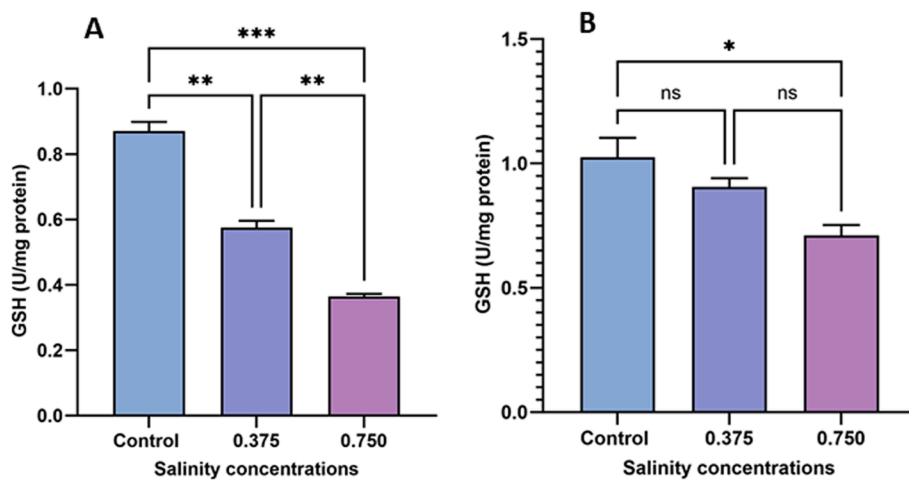 A
***
**
**
1.0
0.8
0.6
0.4
0.2
0.0
GSH (U/mg protein)
Control
0.375
0.750
Salinity concentrations
B
*
ns
ns
1.5
1.0
0.5
0.0
GSH (U/mg protein)
Control
0.375
0.750
Salinity concentrations